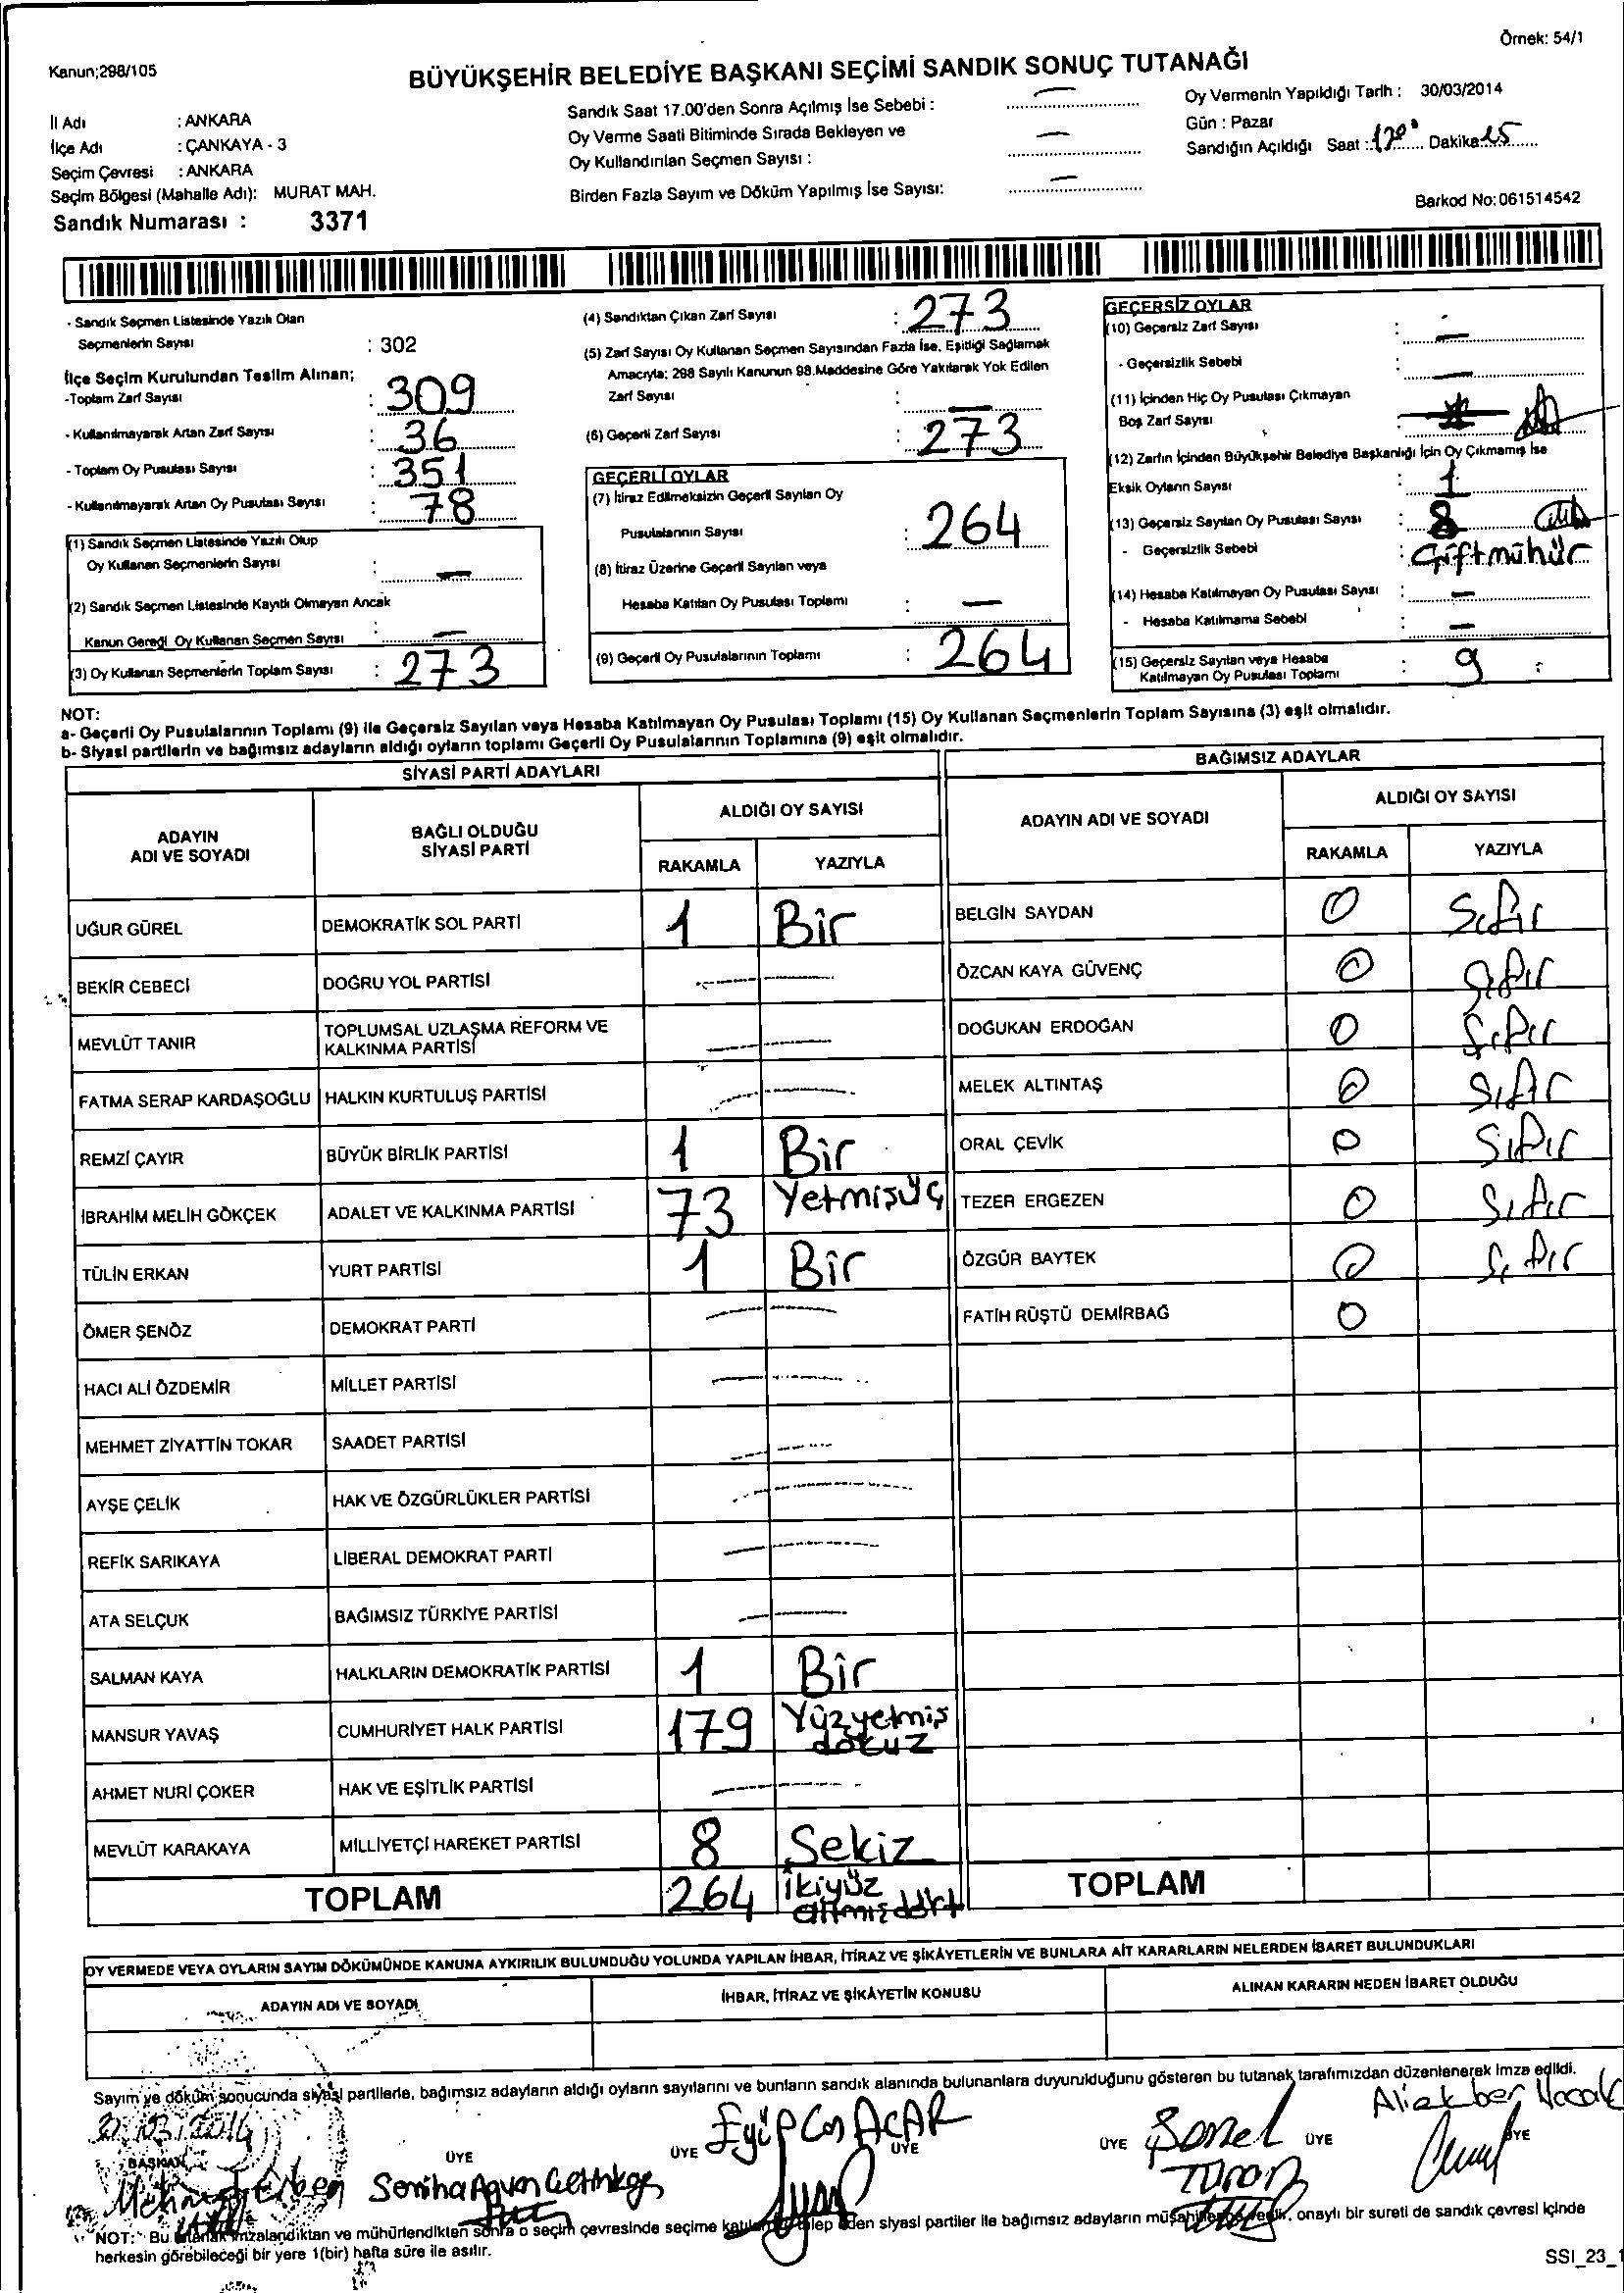 Örnek: 54/1
Kanun;298/105
BÜYÜKŞEHİR BELEDİYE BAŞKANI SEÇİMİ SANDIK SONUÇ TUTANAĞI
İl Adı : ANKARA
İlçe Adı : ÇANKAYA - 3
Seçim Çevresi : ANKARA
Seçim Bölgesi (Mahalle Adı): MURAT MAH.
Sandık Numarası : 3371
Sandık Saat 17.00'den Sonra Açılmış İse Sebebi : —
Oy Verme Saati Bitiminde Sırada Bekleyen ve
Oy Kullandırılan Seçmen Sayısı : —
Birden Fazla Sayım ve Döküm Yapılmış İse Sayısı: —
Oy Vermenin Yapıldığı Tarih : 30/03/2014
Gün : Pazar
Sandığın Açıldığı Saat : Dakika
Barkod No:061514542
- Sandık Seçmen Listesinde Yazılı Olan
Seçmenlerin Sayısı : 302
İlçe Seçim Kurulundan Teslim Alınan;
-Toplam Zarf Sayısı : 309
- Kullanılmayarak Artan Zarf Sayısı : 36
- Toplam Oy Pusulası Sayısı : 351
- Kullanılmayarak Artan Oy Pusulası Sayısı : 78
(1) Sandık Seçmen Listesinde Yazılı Olup
Oy Kullanan Seçmenlerin Sayısı : —
(2) Sandık Seçmen Listesinde Kayıtlı Olmayan Ancak
Kanun Gereği Oy Kullanan Seçmen Sayısı : —
(3) Oy Kullanan Seçmenlerin Toplam Sayısı : 273
(4) Sandıktan Çıkan Zarf Sayısı : 273
(5) Zarf Sayısı Oy Kullanan Seçmen Sayısından Fazla İse, Eşitliği Sağlamak
Amacıyla; 298 Sayılı Kanunun 98.Maddesine Göre Yakılarak Yok Edilen
Zarf Sayısı : —
(6) Geçerli Zarf Sayısı : 273
GEÇERLİ OYLAR
(7) İtiraz Edilmeksizin Geçerli Sayılan Oy
Pusulalarının Sayısı : 264
(8) İtiraz Üzerine Geçerli Sayılan veya
Hesaba Katılan Oy Pusulası Toplamı : —
(9) Geçerli Oy Pusulalarının Toplamı : 264
GEÇERSİZ OYLAR
(10) Geçersiz Zarf Sayısı : —
- Geçersizlik Sebebi : —
(11) İçinden Hiç Oy Pusulası Çıkmayan
Boş Zarf Sayısı :
(12) Zarfın İçinden Büyükşehir Belediye Başkanlığı İçin Oy Çıkmamış İse
Eksik Oyların Sayısı : 1
(13) Geçersiz Sayılan Oy Pusulası Sayısı : 8
- Geçersizlik Sebebi : Çift mühür
(14) Hesaba Katılmayan Oy Pusulası Sayısı : —
- Hesaba Katılmama Sebebi : —
(15) Geçersiz Sayılan veya Hesaba
Katılmayan Oy Pusulası Toplamı : 9
NOT:
a- Geçerli Oy Pusulalarının Toplamı (9) ile Geçersiz Sayılan veya Hesaba Katılmayan Oy Pusulası Toplamı (15) Oy Kullanan Seçmenlerin Toplam Sayısına (3) eşit olmalıdır.
b- Siyasi partilerin ve bağımsız adayların aldığı oyların toplamı Geçerli Oy Pusulalarının Toplamına (9) eşit olmalıdır.
SİYASİ PARTİ ADAYLARI
ADAYIN ADI VE SOYADI BAĞLI OLDUĞU SİYASİ PARTİ ALDIĞI OY SAYISI
RAKAMLA YAZIYLA
UĞUR GÜREL DEMOKRATİK SOL PARTİ 1 Bir
BEKİR CEBECİ DOĞRU YOL PARTİSİ —
MEVLÜT TANIR TOPLUMSAL UZLAŞMA REFORM VE
KALKINMA PARTİSİ —
FATMA SERAP KARDAŞOĞLU HALKIN KURTULUŞ PARTİSİ —
REMZİ ÇAYIR BÜYÜK BİRLİK PARTİSİ 1 Bir
İBRAHİM MELİH GÖKÇEK ADALET VE KALKINMA PARTİSİ 73 Yetmişüç
TÜLİN ERKAN YURT PARTİSİ 1 Bir
ÖMER ŞENÖZ DEMOKRAT PARTİ —
HACI ALİ ÖZDEMİR MİLLET PARTİSİ —
MEHMET ZİYATTİN TOKAR SAADET PARTİSİ —
AYŞE ÇELİK HAK VE ÖZGÜRLÜKLER PARTİSİ —
REFİK SARIKAYA LİBERAL DEMOKRAT PARTİ —
ATA SELÇUK BAĞIMSIZ TÜRKİYE PARTİSİ —
SALMAN KAYA HALKLARIN DEMOKRATİK PARTİSİ 1 Bir
MANSUR YAVAŞ CUMHURİYET HALK PARTİSİ 179 Yüzyetmiş
dokuz
AHMET NURİ ÇOKER HAK VE EŞİTLİK PARTİSİ —
MEVLÜT KARAKAYA MİLLİYETÇİ HAREKET PARTİSİ 8 Sekiz
TOPLAM 264 İkiyüz
altmışdört
BAĞIMSIZ ADAYLAR
ADAYIN ADI VE SOYADI ALDIĞI OY SAYISI
RAKAMLA YAZIYLA
BELGİN SAYDAN 0 Sıfır
ÖZCAN KAYA GÜVENÇ 0 Sıfır
DOĞUKAN ERDOĞAN 0 Sıfır
MELEK ALTINTAŞ 0 Sıfır
ORAL ÇEVİK 0 Sıfır
TEZER ERGEZEN 0 Sıfır
ÖZGÜR BAYTEK 0 Sıfır
FATİH RÜŞTÜ DEMİRBAĞ 0
TOPLAM
OY VERMEDE VEYA OYLARIN SAYIM DÖKÜMÜNDE KANUNA AYKIRILIK BULUNDUĞU YOLUNDA YAPILAN İHBAR, İTİRAZ VE ŞİKÂYETLERİN VE BUNLARA AİT KARARLARIN NELERDEN İBARET BULUNDUKLARI
ADAYIN ADI VE SOYADI İHBAR, İTİRAZ VE ŞİKÂYETİN KONUSU ALINAN KARARIN NEDEN İBARET OLDUĞU
Sayım ve döküm sonucunda siyasi partilerle, bağımsız adayların aldığı oyların sayılarını ve bunların sandık alanında bulunanlara duyurulduğunu gösteren bu tutanak tarafımızdan düzenlenerek imza edildi.
BAŞKAN ÜYE ÜYE ÜYE ÜYE ÜYE ÜYE
Eyüp Can ACAR
NOT: Bu tutanak imzalandıktan ve mühürlendikten sonra o seçim çevresinde seçime katılan talep eden siyasi partiler ile bağımsız adayların onaylı bir sureti de sandık çevresi içinde
herkesin görebileceği bir yere 1(bir) hafta süre ile asılır.
SSI_23_1